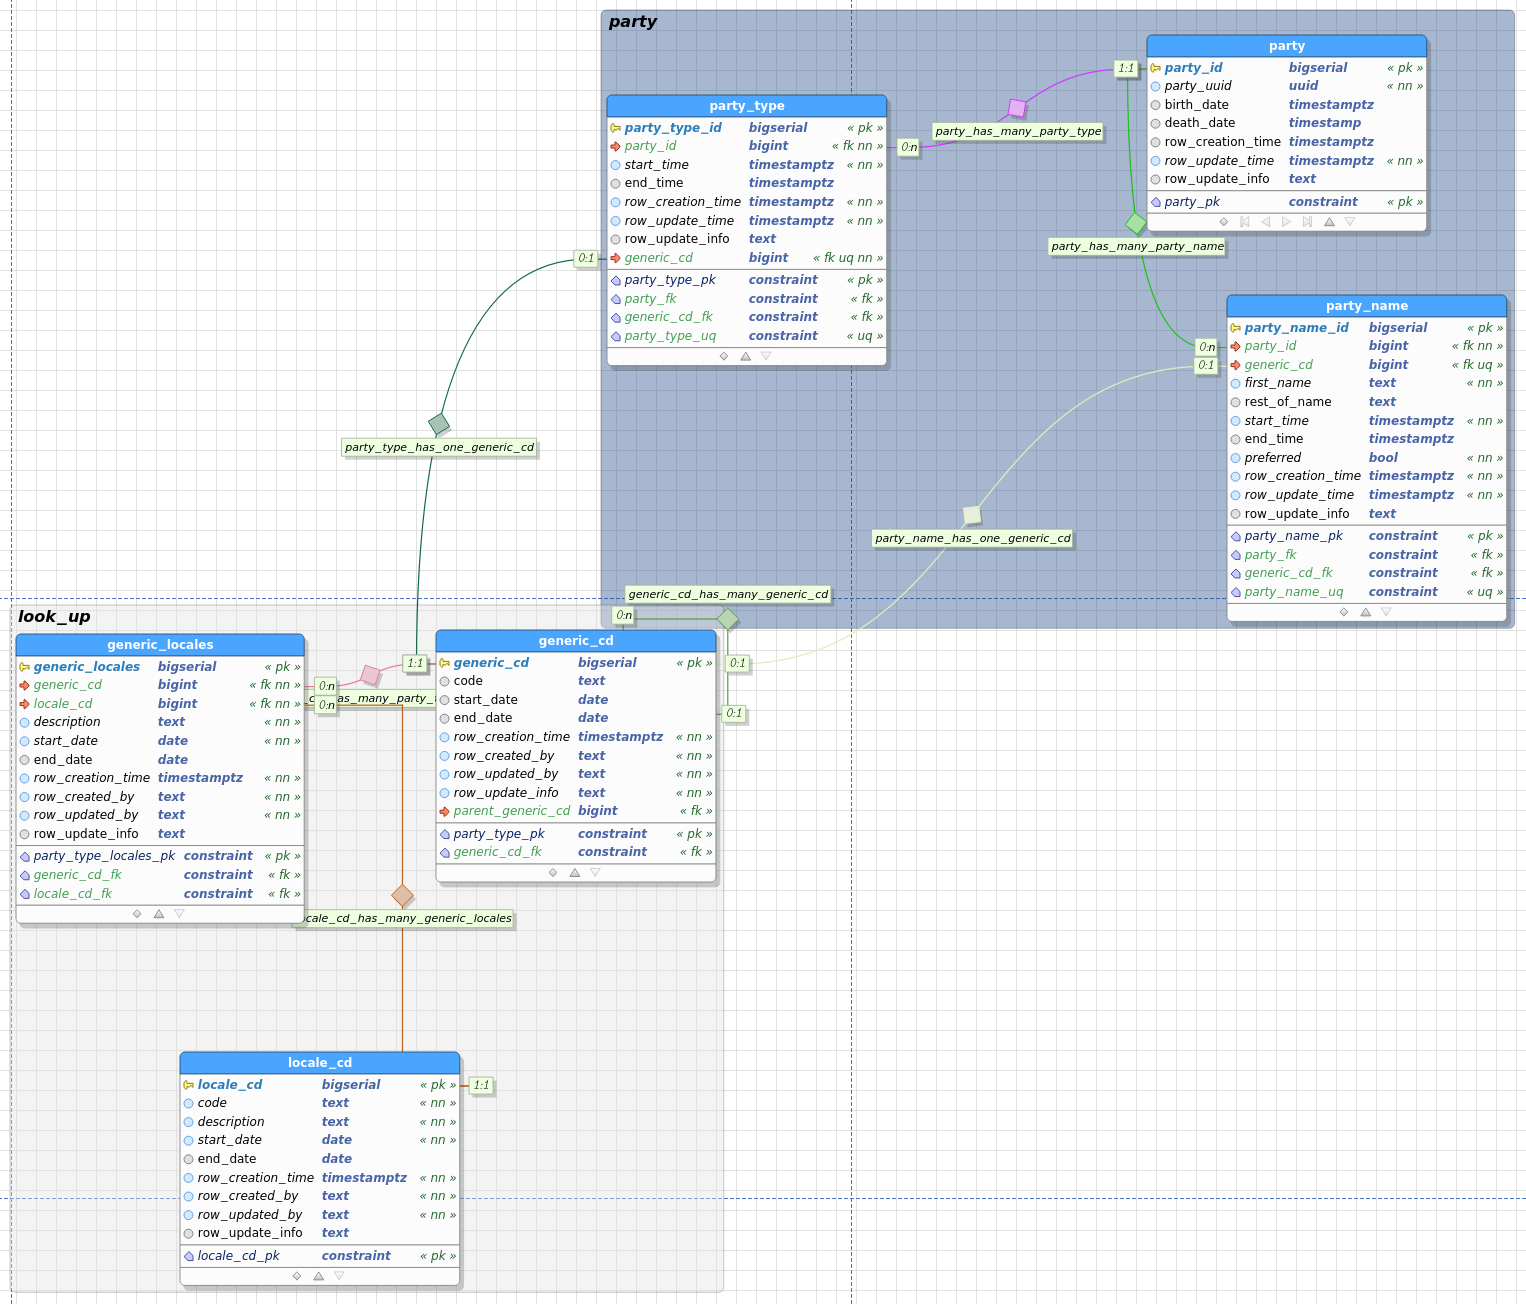 party
party
party_id bigserial « pk »
party_uuid uuid « nn »
birth_date timestamptz
death_date timestamp
row_creation_time timestamptz
row_update_time timestamptz « nn »
row_update_info text
party_pk constraint « pk »
1:1
party_type
party_type_id bigserial « pk »
party_id bigint « fk nn »
start_time timestamptz « nn »
end_time timestamptz
row_creation_time timestamptz « nn »
row_update_time timestamptz « nn »
row_update_info text
generic_cd bigint « fk uq nn »
party_type_pk constraint « pk »
party_fk constraint « fk »
generic_cd_fk constraint « fk »
party_type_uq constraint « uq »
party_has_many_party_type
0:n
party_has_many_party_name
0:1
party_name
party_name_id bigserial « pk »
party_id bigint « fk nn »
generic_cd bigint « fk uq »
first_name text « nn »
rest_of_name text
start_time timestamptz « nn »
end_time timestamptz
preferred bool « nn »
row_creation_time timestamptz « nn »
row_update_time timestamptz « nn »
row_update_info text
party_name_pk constraint « pk »
party_fk constraint « fk »
generic_cd_fk constraint « fk »
party_name_uq constraint « uq »
0:n
0:1
party_type_has_one_generic_cd
party_name_has_one_generic_cd
generic_cd_has_many_generic_cd
0:n
look_up
generic_locales
generic_locales bigserial « pk »
generic_cd bigint « fk nn »
locale_cd bigint « fk nn »
description text « nn »
start_date date « nn »
end_date date
row_creation_time timestamptz « nn »
row_created_by text « nn »
row_updated_by text « nn »
row_update_info text
party_type_locales_pk constraint « pk »
generic_cd_fk constraint « fk »
locale_cd_fk constraint « fk »
1:1
0:n
as_many_party_
0:n
generic_cd
generic_cd bigserial « pk »
code text
start_date date
end_date date
row_creation_time timestamptz « nn »
row_created_by text « nn »
row_updated_by text « nn »
row_update_info text « nn »
parent_generic_cd bigint « fk »
party_type_pk constraint « pk »
generic_cd_fk constraint « fk »
0:1
0:1
ocale_cd_has_many_generic_locales
locale_cd
locale_cd bigserial « pk »
code text « nn »
description text « nn »
start_date date « nn »
end_date date
row_creation_time timestamptz « nn »
row_created_by text « nn »
row_updated_by text « nn »
row_update_info text
locale_cd_pk constraint « pk »
1:1